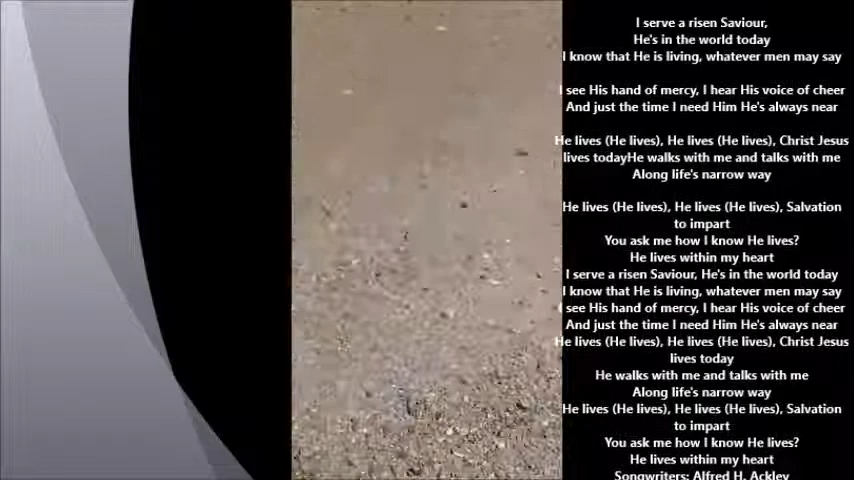 I serve a risen Saviour,
He's in the world today
I know that He is living, whatever men may say
I see His hand of mercy, I hear His voice of cheer
And just the time I need Him He's always near
He lives (He lives), He lives (He lives), Christ Jesus
lives todayHe walks with me and talks with me
Along life's narrow way
He lives (He lives), He lives (He lives), Salvation
to impart
You ask me how I know He lives?
He lives within my heart
I serve a risen Saviour, He's in the world today
I know that He is living, whatever men may say
I see His hand of mercy, I hear His voice of cheer
And just the time I need Him He's always near
He lives (He lives), He lives (He lives), Christ Jesus
lives today
He walks with me and talks with me
Along life's narrow way
He lives (He lives), He lives (He lives), Salvation
to impart
You ask me how I know He lives?
He lives within my heart
Songwriters: Alfred H. Ackley